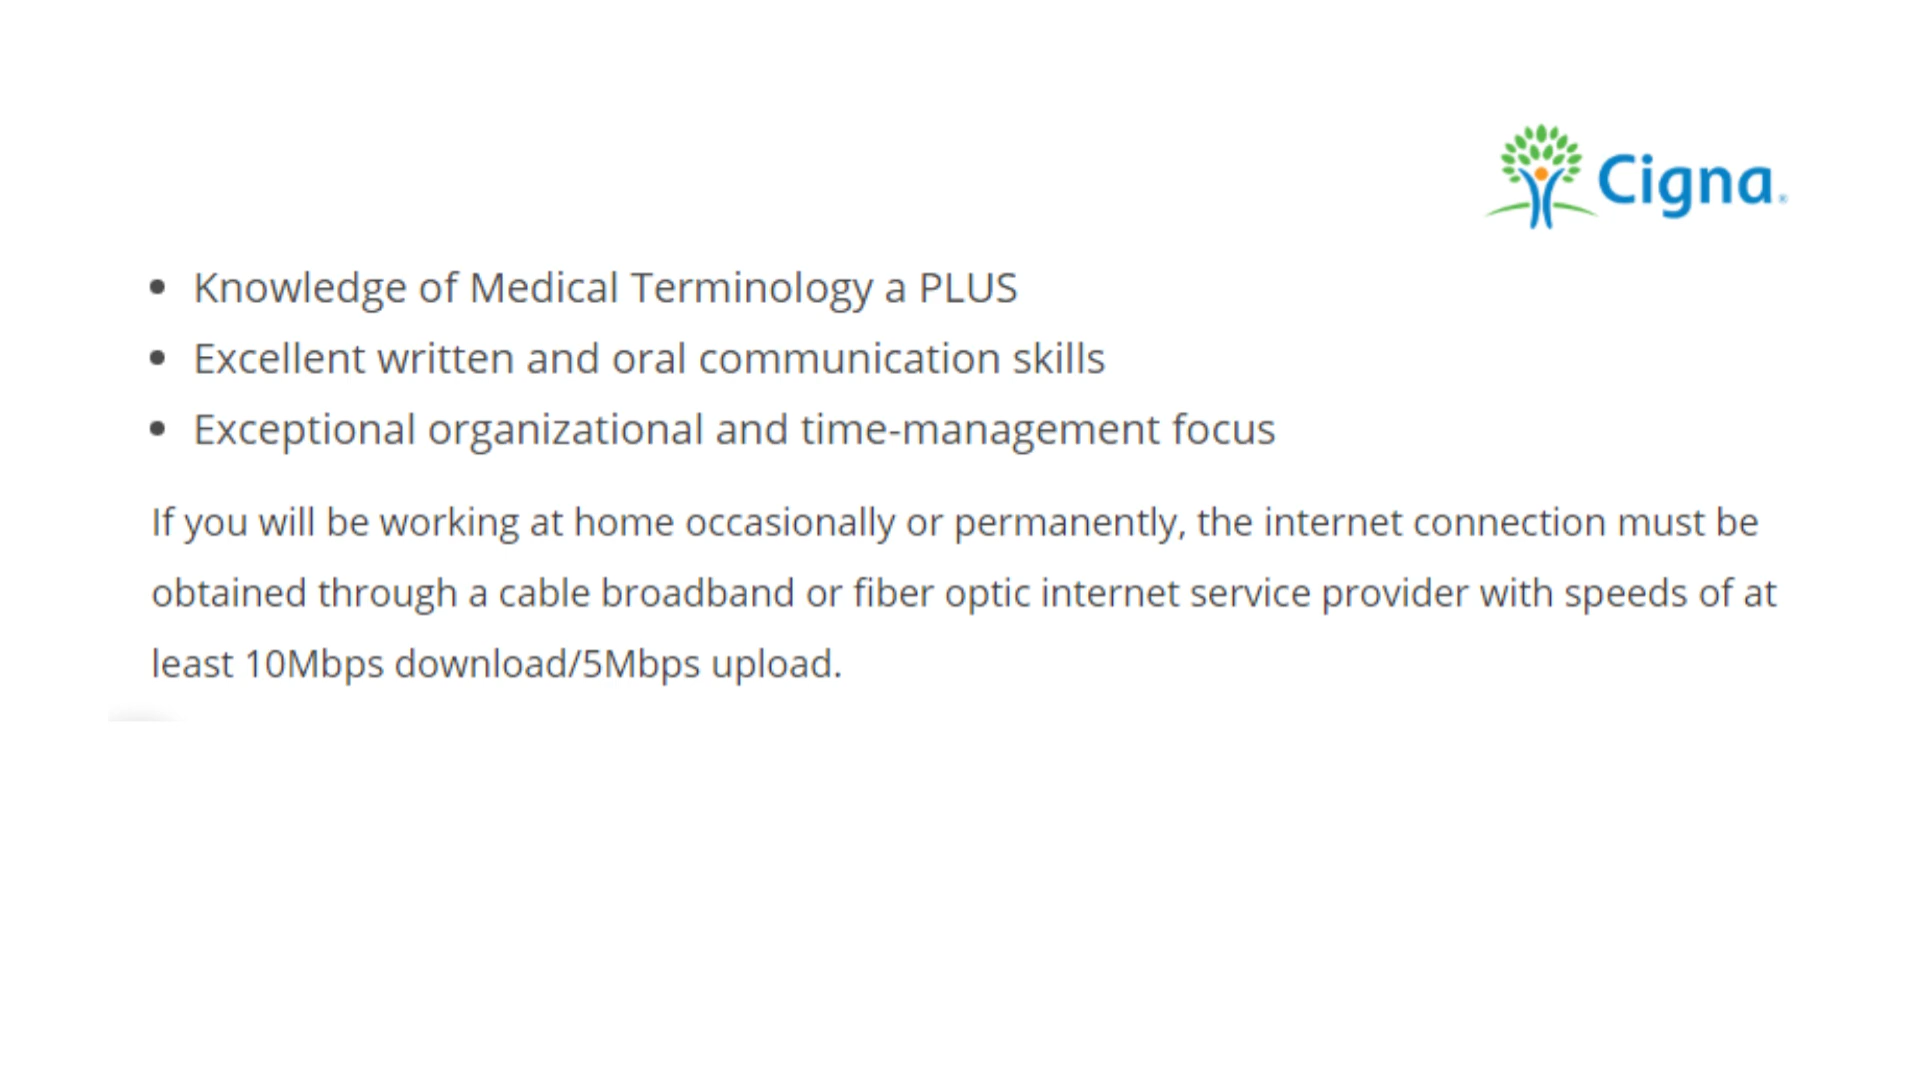 Cigna®
• Knowledge of Medical Terminology a PLUS
• Excellent written and oral communication skills
• Exceptional organizational and time-management focus
If you will be working at home occasionally or permanently, the internet connection must be
obtained through a cable broadband or fiber optic internet service provider with speeds of at
least 10Mbps download/5Mbps upload.